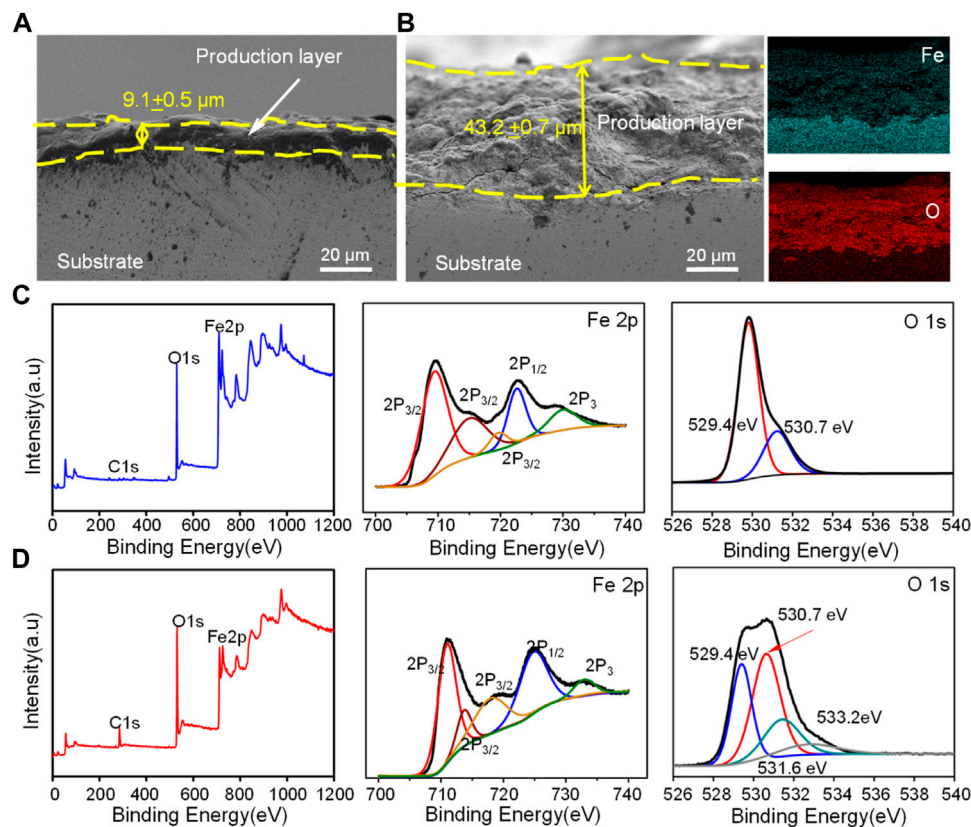 A
Production layer
9.1±0.5 μm
Substrate
20 μm
B
43.2±0.7 μm
Production layer
Substrate
20 μm
Fe
O
C
Intensity(a.u)
Fe2p
O1s
C1s
0 200 400 600 800 1000 1200
Binding Energy(eV)
Fe 2p
2P3/2
2P3/2
2P1/2
2P3
2P3/2
700 710 720 730 740
Binding Energy(eV)
O 1s
529.4 eV
530.7 eV
526 528 530 532 534 536 538 540
Binding Energy(eV)
D
Intensity(a.u)
O1s
Fe2p
C1s
0 200 400 600 800 1000 1200
Binding Energy(eV)
Fe 2p
2P3/2
2P3/2
2P1/2
2P3
2P3/2
700 710 720 730 740
Binding Energy(eV)
O 1s
530.7 eV
529.4 eV
533.2eV
531.6 eV
526 528 530 532 534 536 538 540
Binding Energy(eV)